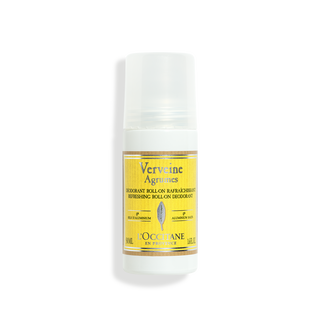 Verveine
Agrumes
DÉODORANT ROLL-ON RAFRAÎCHISSANT
REFRESHING ROLL-ON DEODORANT
L'OCCITANE
EN PROVENCE